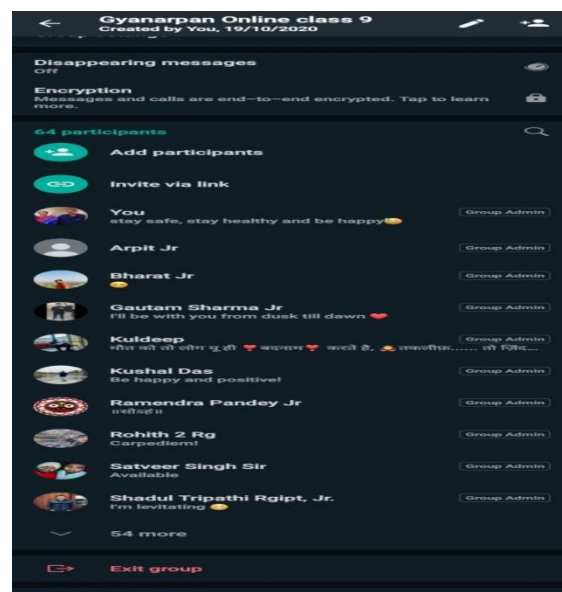 Gyanarpan Online class 9
Created by You, 19/10/2020
Disappearing messages
Off
Encryption
Messages and calls are end-to-end encrypted. Tap to learn
more.
64 participants
Add participants
Invite via link
You
Group Admin
stay safe, stay healthy and be happy😊
Arpit Jr
Group Admin
Bharat Jr
Group Admin
Gautam Sharma Jr
Group Admin
I'll be with you from dusk till dawn ❤️
Kuldeep
Group Admin
मौत को तो लोग यू ही बदनाम करते है, तकलीफ़...... तो ज़िंद...
Kushal Das
Group Admin
Be happy and positive!
Ramendra Pandey Jr
Group Admin
॥सोऽहं॥
Rohith 2 Rg
Group Admin
Carpediem!
Satveer Singh Sir
Group Admin
Available
Shadul Tripathi Rgipt, Jr.
Group Admin
I'm levitating
54 more
Exit group